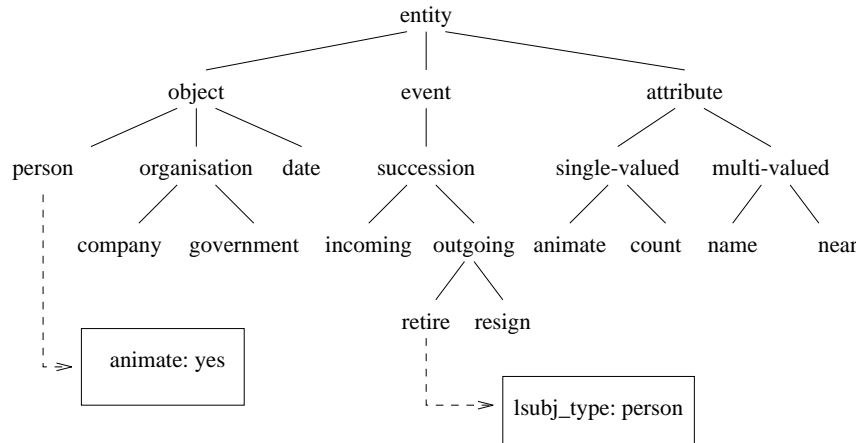 entity
object event attribute
person organisation date succession single-valued multi-valued
company government incoming outgoing animate count name near
retire resign
animate: yes
lsubj_type: person